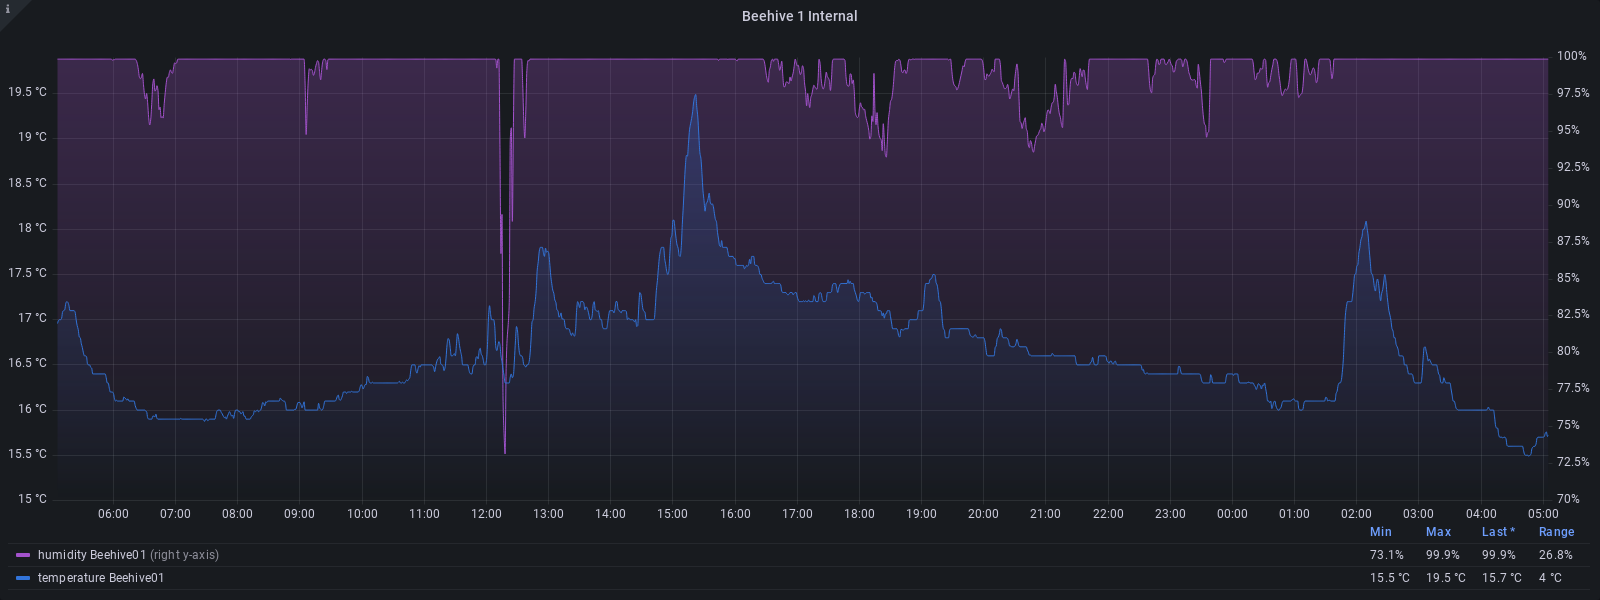 i
Beehive 1 Internal
19.5 °C
19 °C
18.5 °C
18 °C
17.5 °C
17 °C
16.5 °C
16 °C
15.5 °C
15 °C
100%
97.5%
95%
92.5%
90%
87.5%
85%
82.5%
80%
77.5%
75%
72.5%
70%
06:00 07:00 08:00 09:00 10:00 11:00 12:00 13:00 14:00 15:00 16:00 17:00 18:00 19:00 20:00 21:00 22:00 23:00 00:00 01:00 02:00 03:00 04:00 05:00
Min Max Last * Range
humidity Beehive01 (right y-axis) 73.1% 99.9% 99.9% 26.8%
temperature Beehive01 15.5 °C 19.5 °C 15.7 °C 4 °C